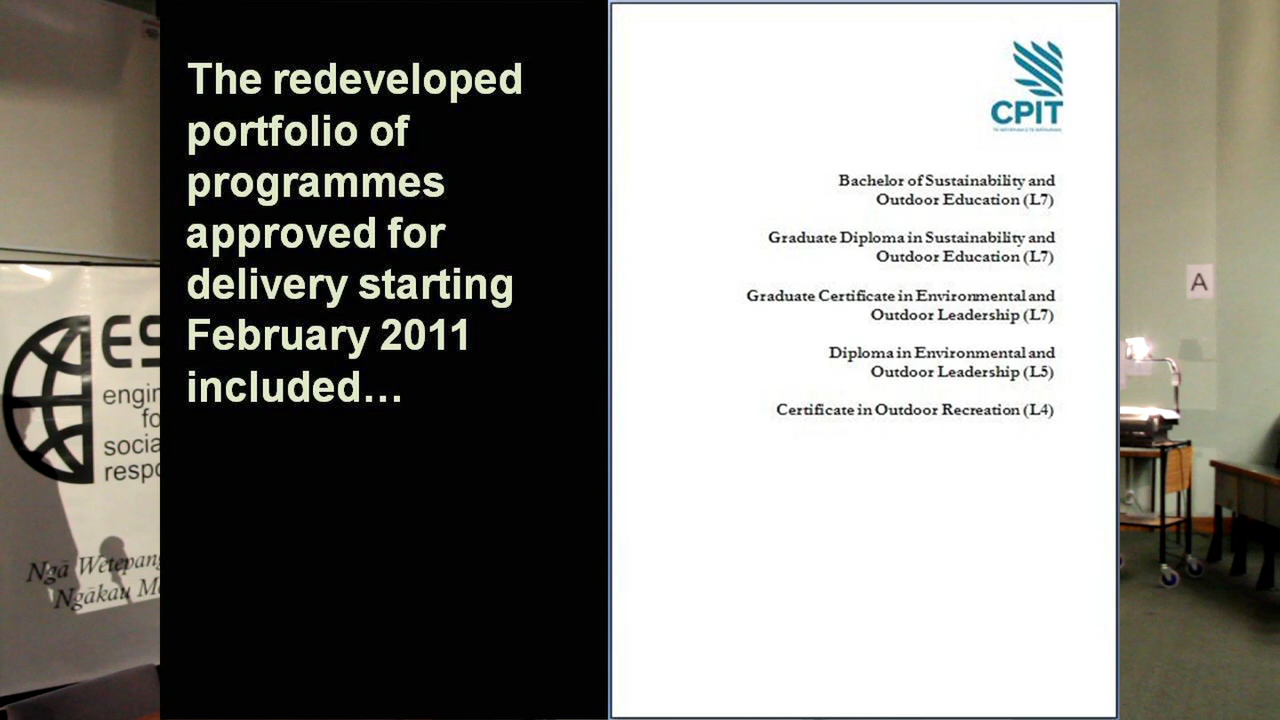 The redeveloped
portfolio of
programmes
approved for
delivery starting
February 2011
included…
CPIT
Bachelor of Sustainability and
Outdoor Education (L7)
Graduate Diploma in Sustainability and
Outdoor Education (L7)
Graduate Certificate in Environmental and
Outdoor Leadership (L7)
Diploma in Environmental and
Outdoor Leadership (L5)
Certificate in Outdoor Recreation (L4)
A
ES
engin
fo
socia
respo
Ngā Wetepang
Ngākau M